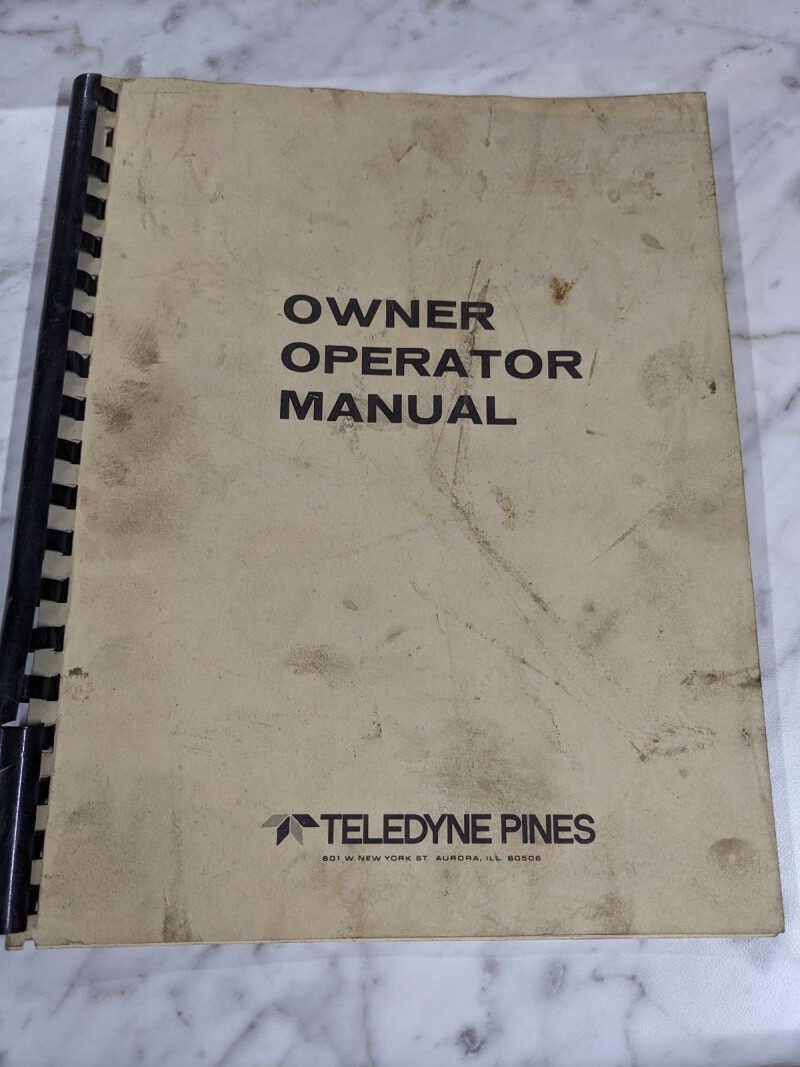 OWNER
OPERATOR
MANUAL
TELEDYNE PINES
601 W. NEW YORK ST. AURORA, ILL. 60506